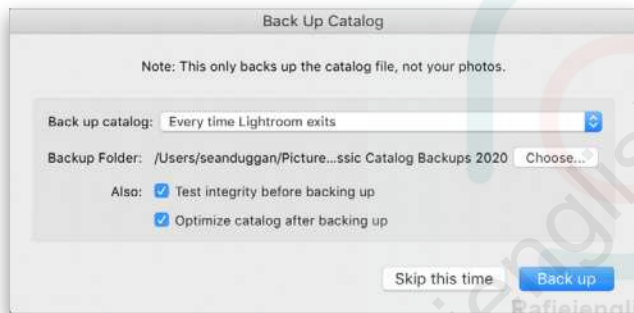 Back Up Catalog
Note: This only backs up the catalog file, not your photos.
Back up catalog: Every time Lightroom exits
Backup Folder: /Users/seanduggan/Picture...ssic Catalog Backups 2020 Choose...
Also: Test integrity before backing up
Optimize catalog after backing up
Skip this time Back up